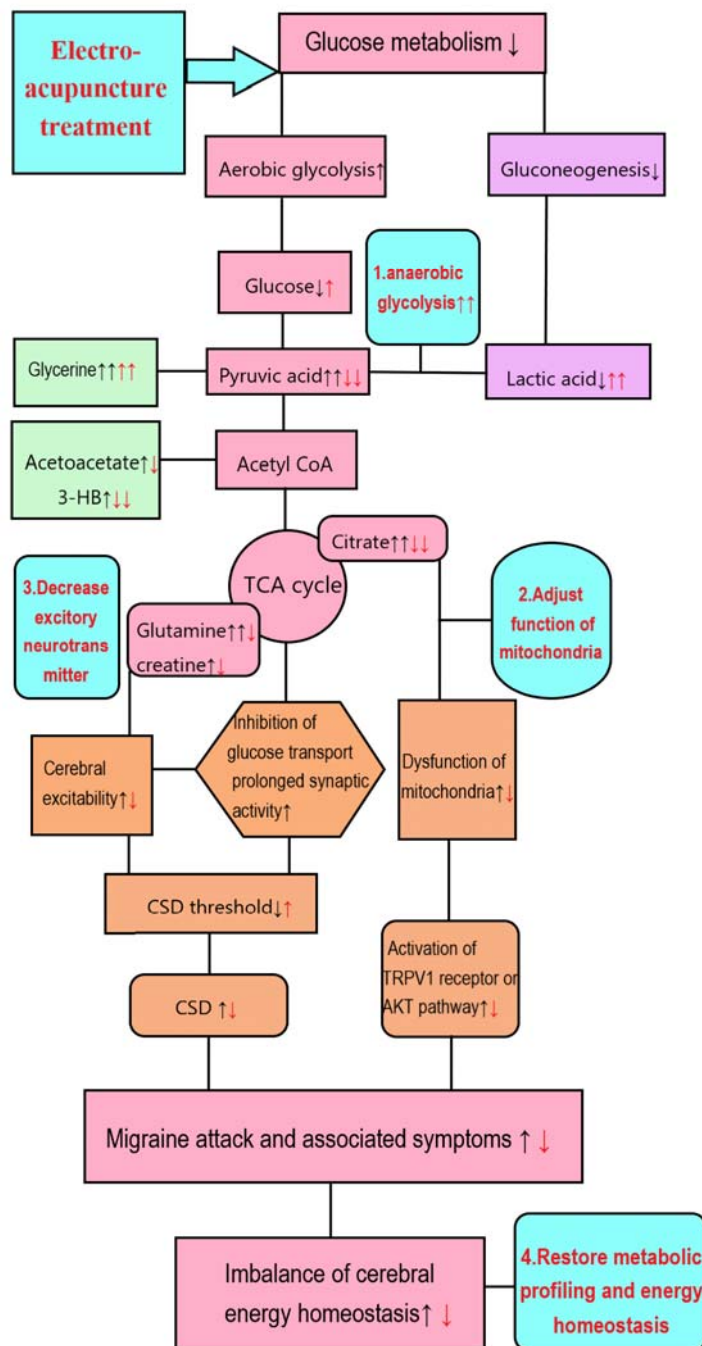 Electro-
acupuncture
treatment
Glucose metabolism ↓
Aerobic glycolysis↑
Gluconeogenesis↓
Glucose↓↑
1.anaerobic
glycolysis↑↑
Glycerine↑↑↑↑
Pyruvic acid↑↑↓↓
Lactic acid↓↑↑
Acetoacetate↑↓
3-HB↑↓↓
Acetyl CoA
Citrate↑↑↓↓
TCA cycle
3.Decrease
excitory
neurotrans
mitter
Glutamine↑↑↓
creatine↑↓
2.Adjust
function of
mitochondria
Inhibition of
glucose transport
prolonged synaptic
activity↑
Cerebral
excitability↑↓
Dysfunction of
mitochondria↑↓
CSD threshold↓↑
Activation of
TRPV1 receptor or
AKT pathway↑↓
CSD ↑↓
Migraine attack and associated symptoms ↑ ↓
Imbalance of cerebral
energy homeostasis↑ ↓
4.Restore metabolic
profiling and energy
homeostasis